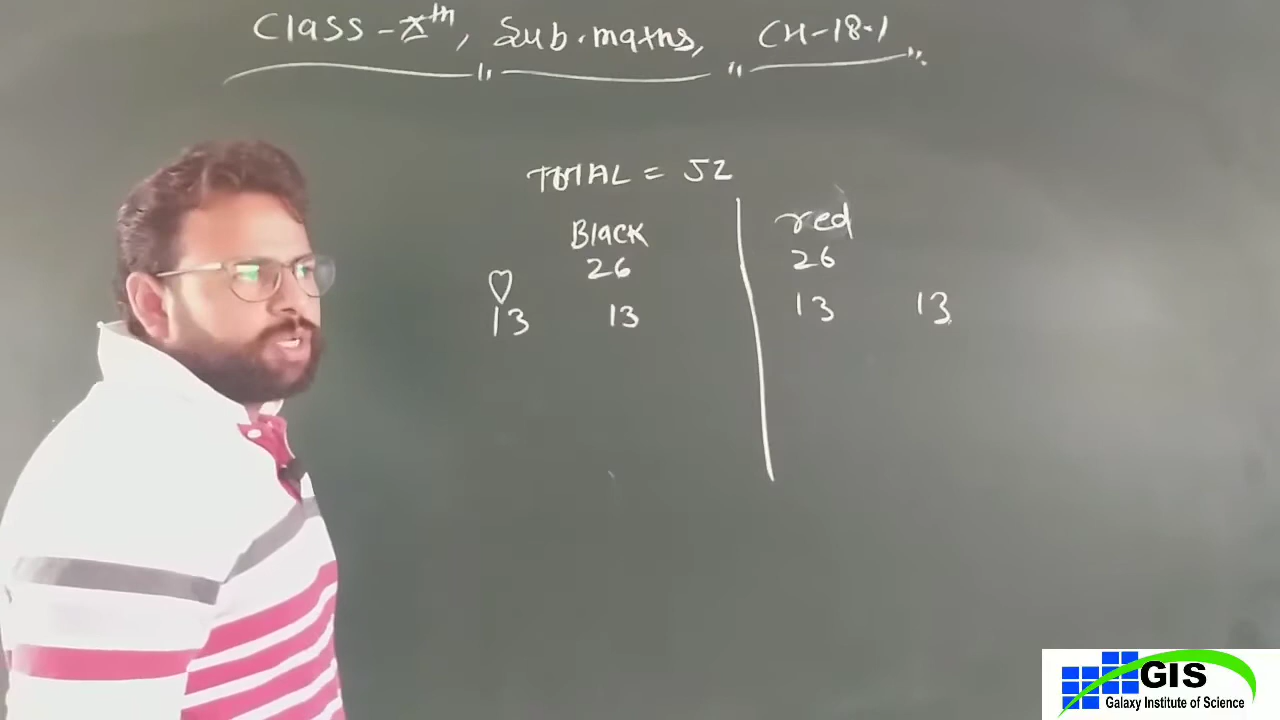 Class - Xth, Sub. maths, CH-18.1
TOTAL = 52
Black
red
26
26
13 13
13 13
GIS
Galaxy Institute of Science